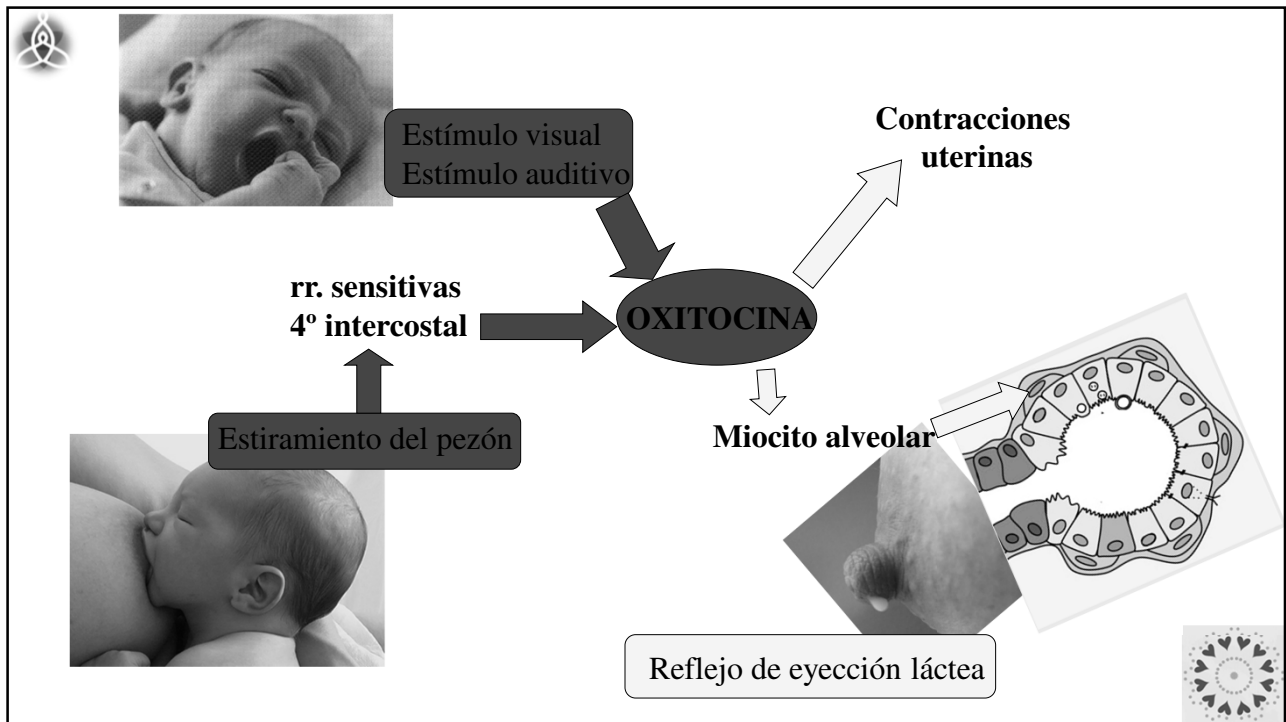 Estímulo visual
Estímulo auditivo
Contracciones
uterinas
rr. sensitivas
4º intercostal
OXITOCINA
Estiramiento del pezón
Miocito alveolar
Reflejo de eyección láctea